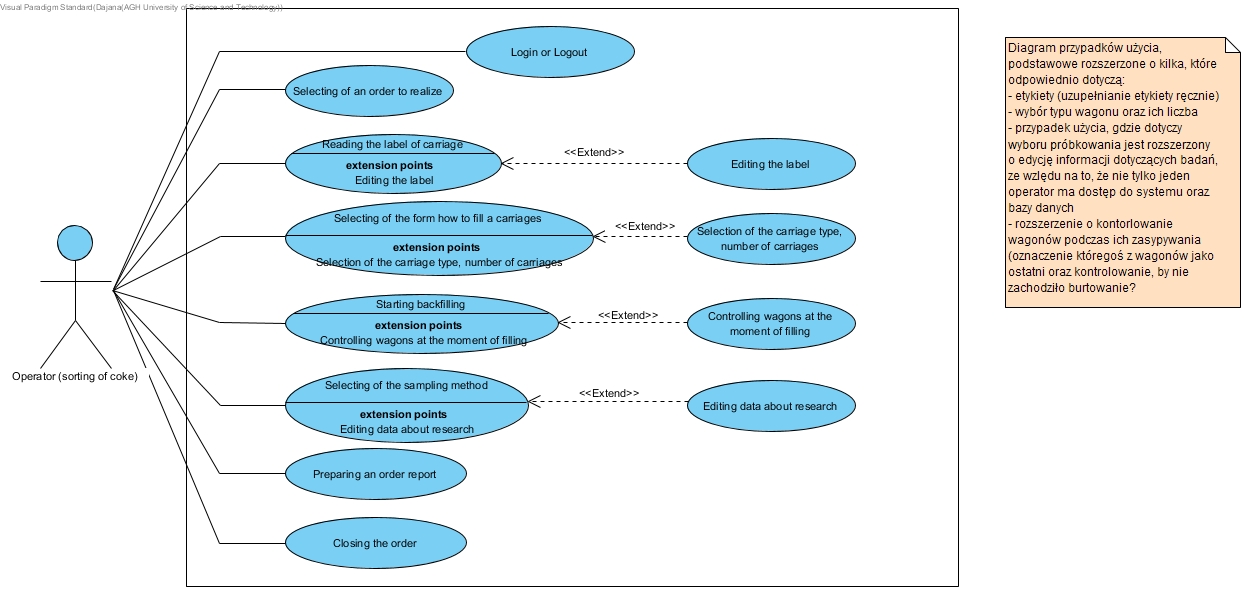 Visual Paradigm Standard(Dajana(AGH University of Science and Technology))
Login or Logout
Selecting of an order to realize
Reading the label of carriage
extension points
Editing the label
<<Extend>>
Editing the label
Selecting of the form how to fill a carriages
extension points
Selection of the carriage type, number of carriages
<<Extend>>
Selection of the carriage type,
number of carriages
Starting backfilling
extension points
Controlling wagons at the moment of filling
<<Extend>>
Controlling wagons at the
moment of filling
Selecting of the sampling method
extension points
Editing data about research
<<Extend>>
Editing data about research
Preparing an order report
Closing the order
Operator (sorting of coke)
Diagram przypadków użycia,
podstawowe rozszerzone o kilka, które
odpowiednio dotyczą:
- etykiety (uzupełnianie etykiety ręcznie)
- wybór typu wagonu oraz ich liczba
- przypadek użycia, gdzie dotyczy
wyboru próbkowania jest rozszerzony
o edycję informacji dotyczących badań,
ze wzlędu na to, że nie tylko jeden
operator ma dostęp do systemu oraz
bazy danych
- rozszerzenie o kontorlowanie
wagonów podczas ich zasypywania
(oznaczenie któregoś z wagonów jako
ostatni oraz kontrolowanie, by nie
zachodziło burtowanie?